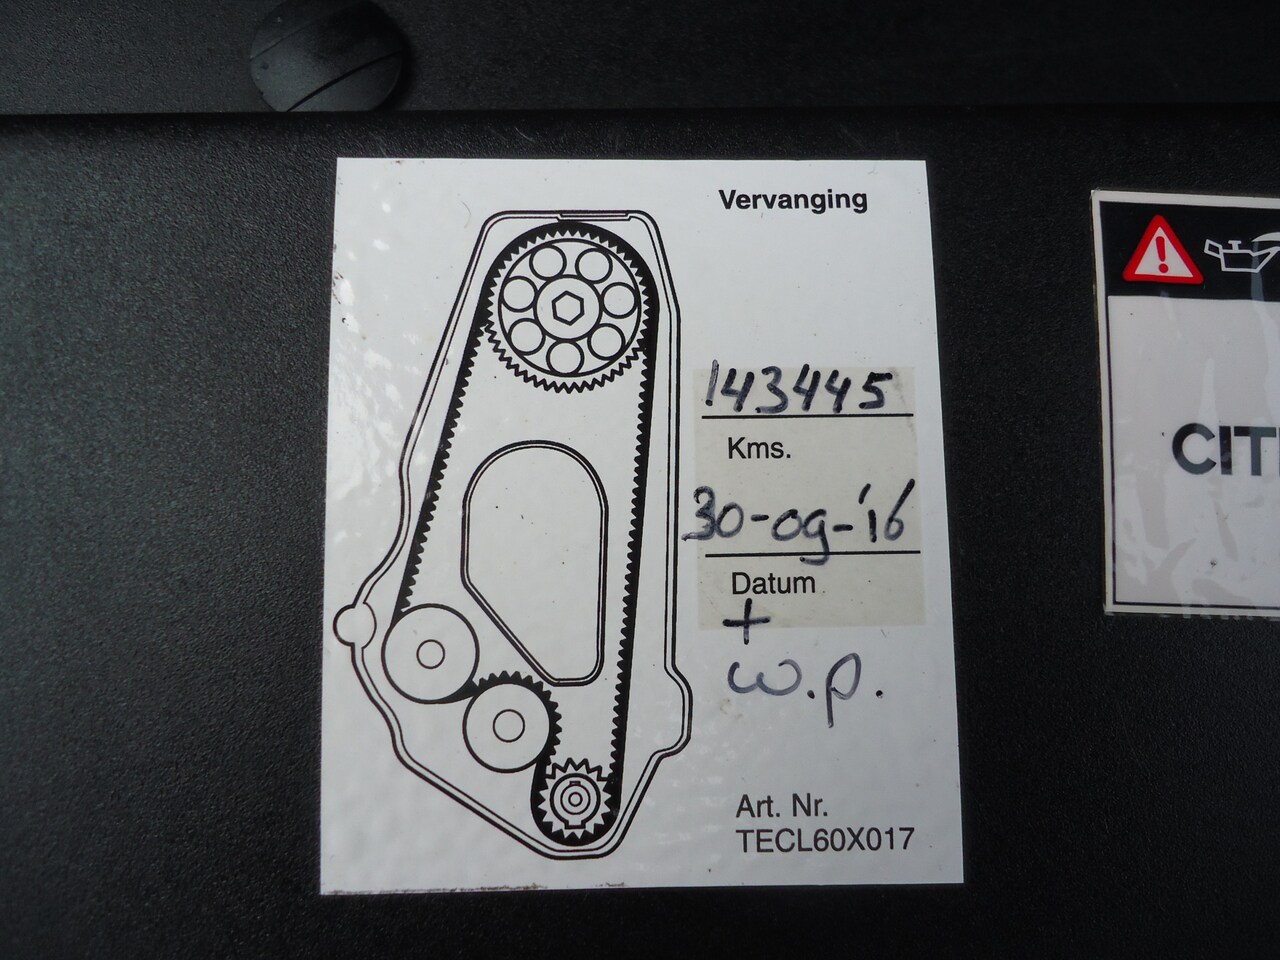 Vervanging
143445
Kms.
30-09-'16
Datum
+
w.p.
Art. Nr.
TECL60X017
CIT